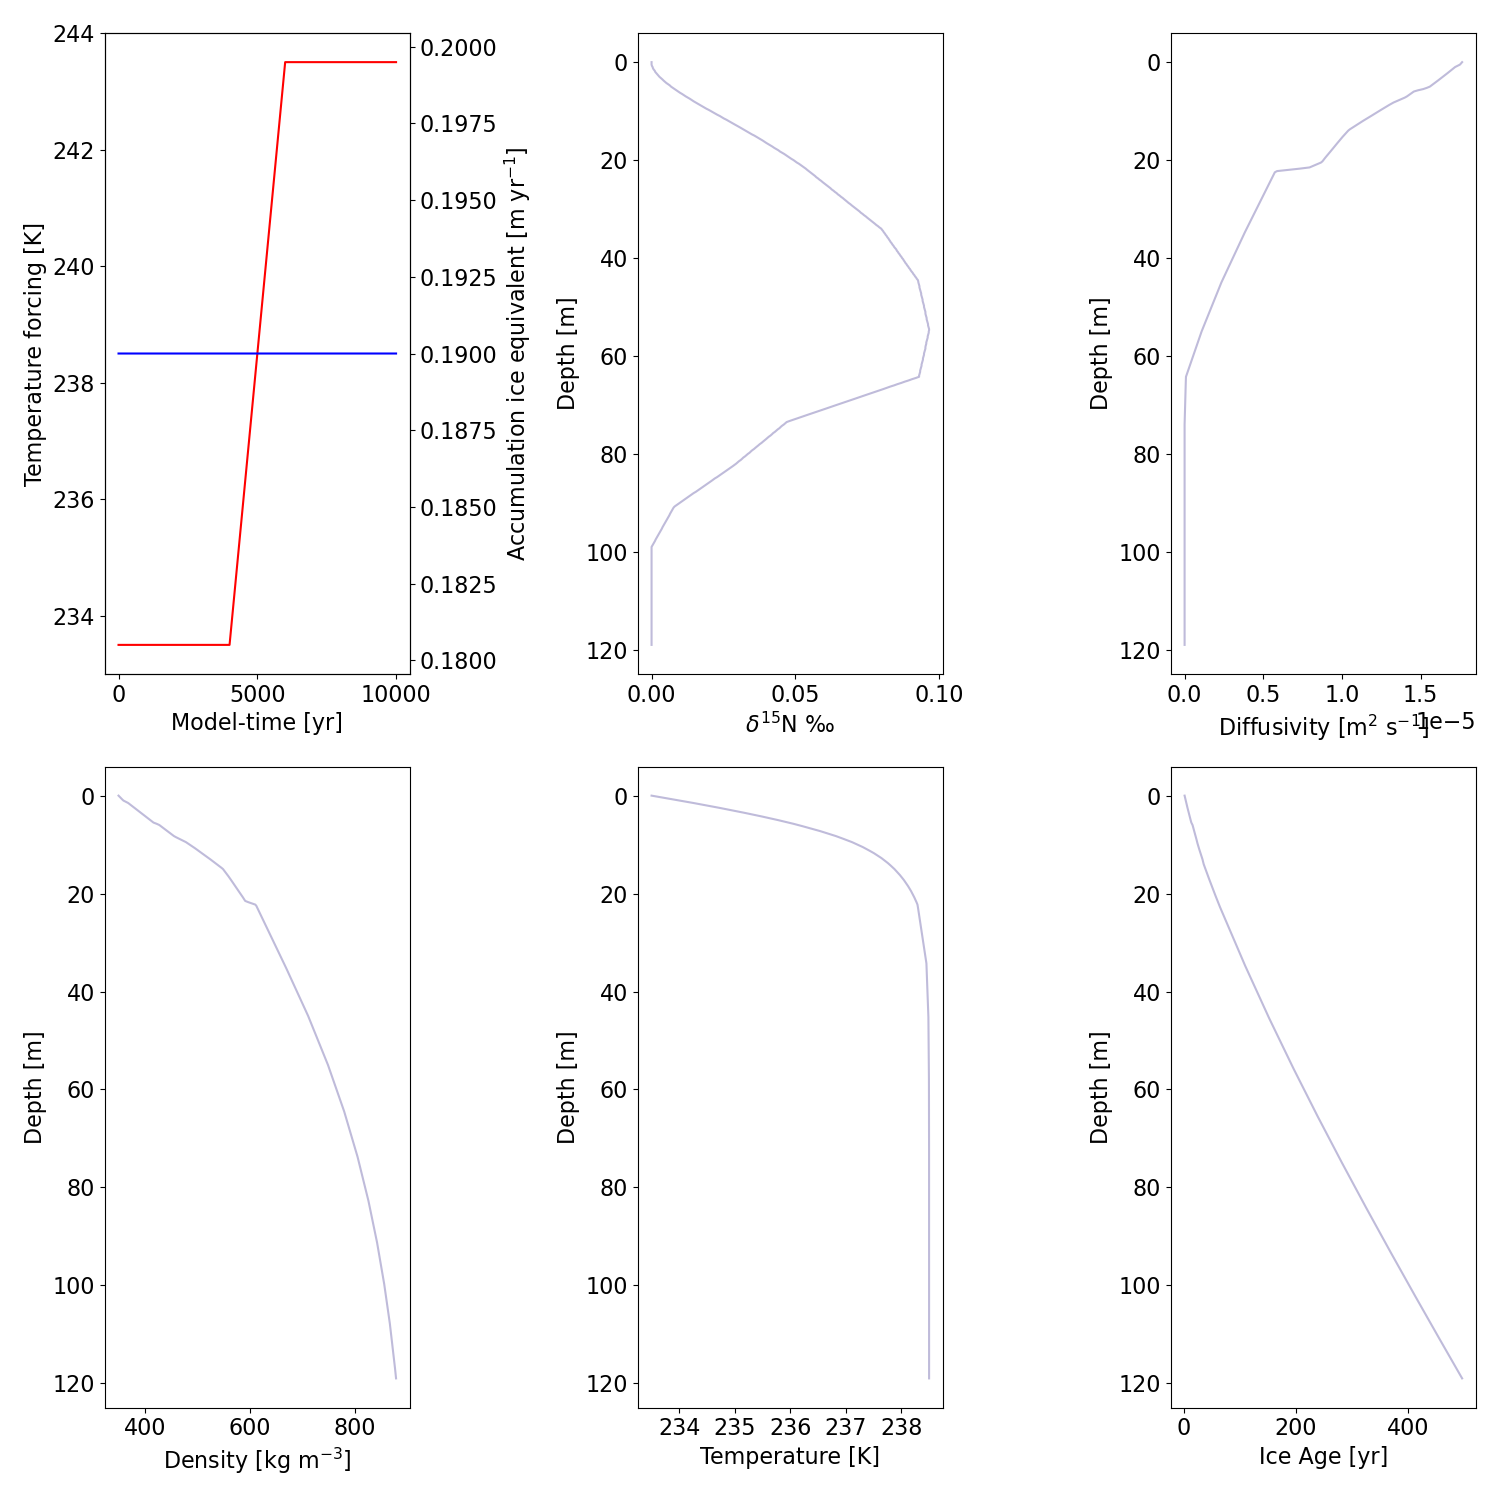 244
242
240
238
236
234
Temperature forcing [K]
0 5000 10000
Model-time [yr]
0.2000
0.1975
0.1950
0.1925
0.1900
0.1875
0.1850
0.1825
0.1800
Accumulation ice equivalent [m yr⁻¹]
0
20
40
60
80
100
120
Depth [m]
0.00 0.05 0.10
δ¹⁵N ‰
0
20
40
60
80
100
120
Depth [m]
0.0 0.5 1.0 1.5
1e−5
Diffusivity [m² s⁻¹]
0
20
40
60
80
100
120
Depth [m]
400 600 800
Density [kg m⁻³]
0
20
40
60
80
100
120
Depth [m]
234 235 236 237 238
Temperature [K]
0
20
40
60
80
100
120
Depth [m]
0 200 400
Ice Age [yr]